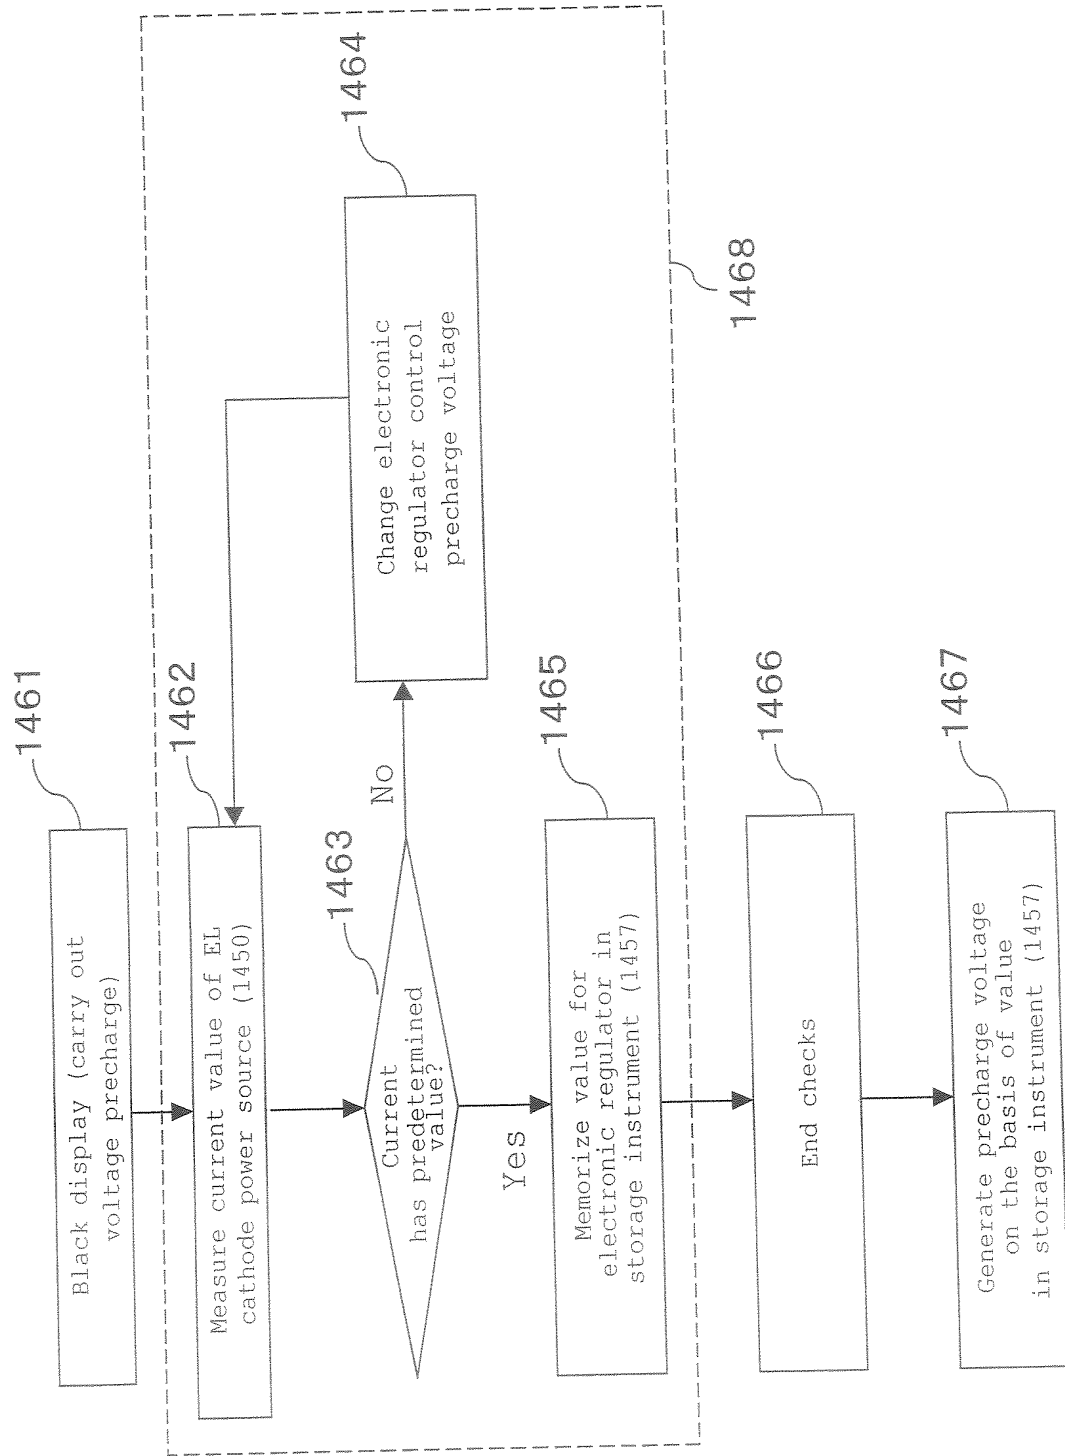 1461
Black display (carry out
voltage precharge)
1462
Measure current value of EL
cathode power source (1450)
1463
Current
has predetermined
value?
No
1464
Change electronic
regulator control
precharge voltage
Yes
1465
Memorize value for
electronic regulator in
storage instrument (1457)
1468
1466
End checks
1467
Generate precharge voltage
on the basis of value
in storage instrument (1457)